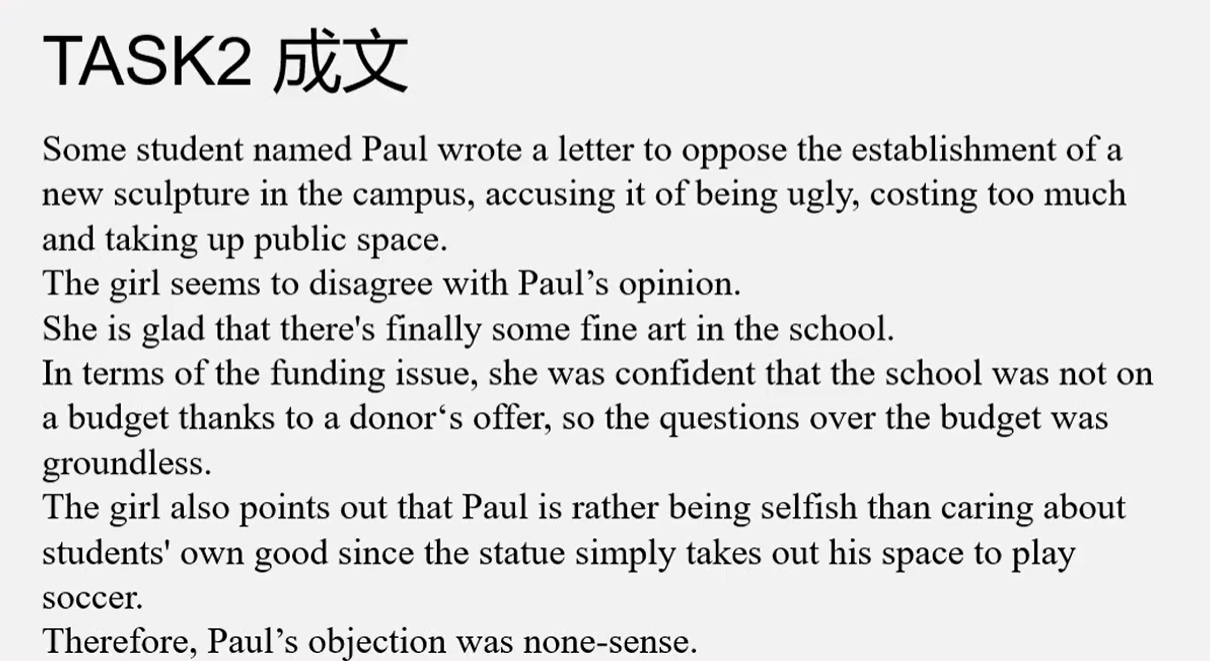 TASK2 成文
Some student named Paul wrote a letter to oppose the establishment of a
new sculpture in the campus, accusing it of being ugly, costing too much
and taking up public space.
The girl seems to disagree with Paul’s opinion.
She is glad that there's finally some fine art in the school.
In terms of the funding issue, she was confident that the school was not on
a budget thanks to a donor‘s offer, so the questions over the budget was
groundless.
The girl also points out that Paul is rather being selfish than caring about
students' own good since the statue simply takes out his space to play
soccer.
Therefore, Paul’s objection was none-sense.